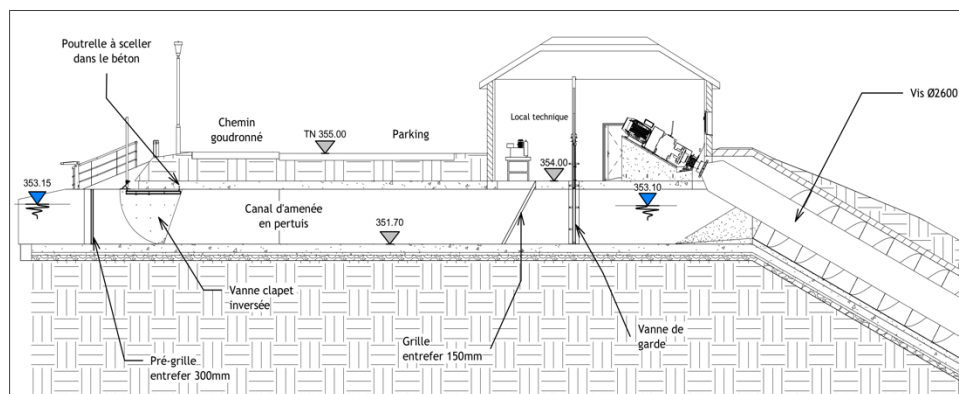 Poutrelle à sceller
dans le béton
Vis Ø2600
Chemin
goudronné
TN 355.00
Parking
Local technique
354.00
353.15
353.10
Canal d'amenée
en pertuis
351.70
Vanne clapet
inversée
Grille
entrefer 150mm
Vanne de
garde
Pré-grille
entrefer 300mm